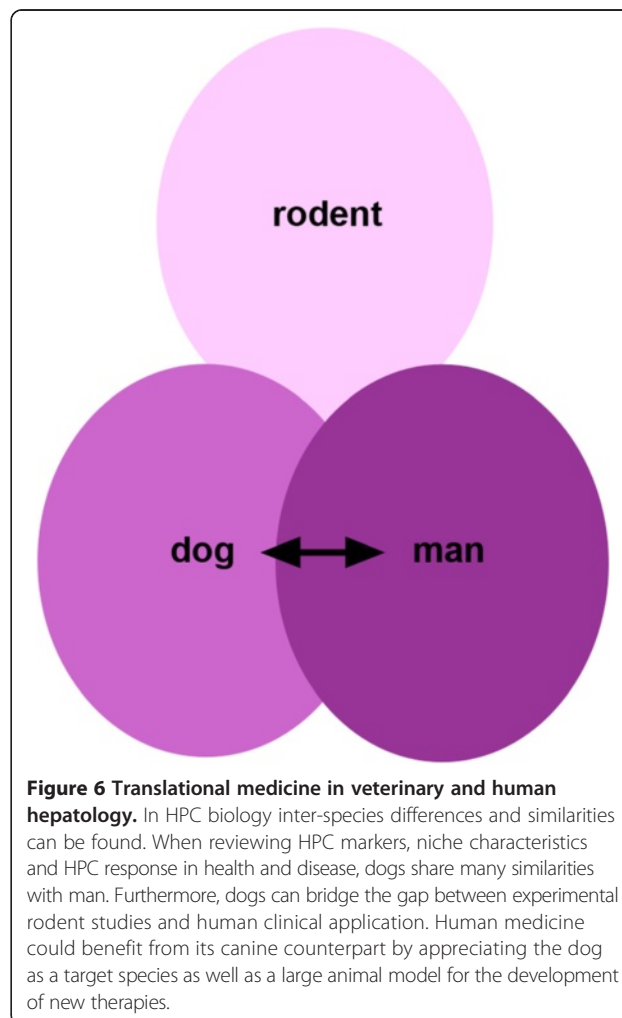 rodent
dog
man
Figure 6 Translational medicine in veterinary and human
hepatology. In HPC biology inter-species differences and similarities
can be found. When reviewing HPC markers, niche characteristics
and HPC response in health and disease, dogs share many similarities
with man. Furthermore, dogs can bridge the gap between experimental
rodent studies and human clinical application. Human medicine
could benefit from its canine counterpart by appreciating the dog
as a target species as well as a large animal model for the development
of new therapies.